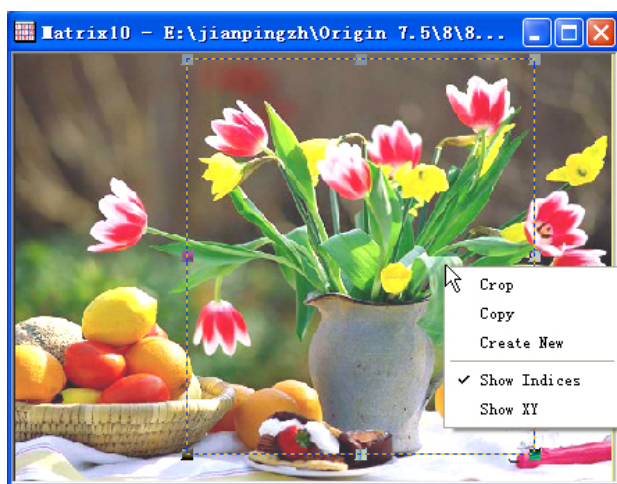 Matrix10 - E:\jianpingzh\Origin 7.5\8\8...
Crop
Copy
Create New
Show Indices
Show XY